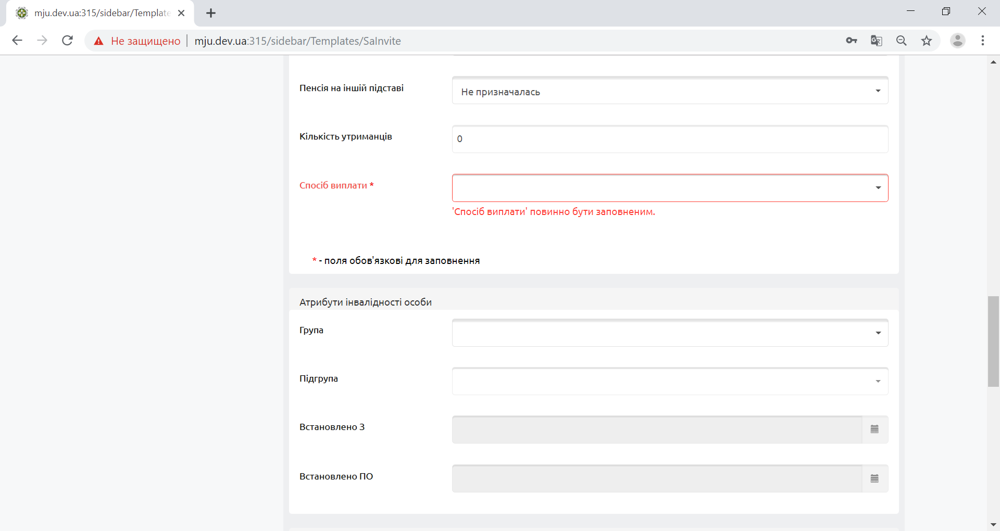 mju.dev.ua:315/sidebar/Template
Не защищено
mju.dev.ua:315/sidebar/Templates/SaInvite
Пенсія на іншій підставі
Не призначалась
Кількість утриманців
0
Спосіб виплати *
'Спосіб виплати' повинно бути заповненим.
* - поля обов'язкові для заповнення
Атрибути інвалідності особи
Група
Підгрупа
Встановлено З
Встановлено ПО